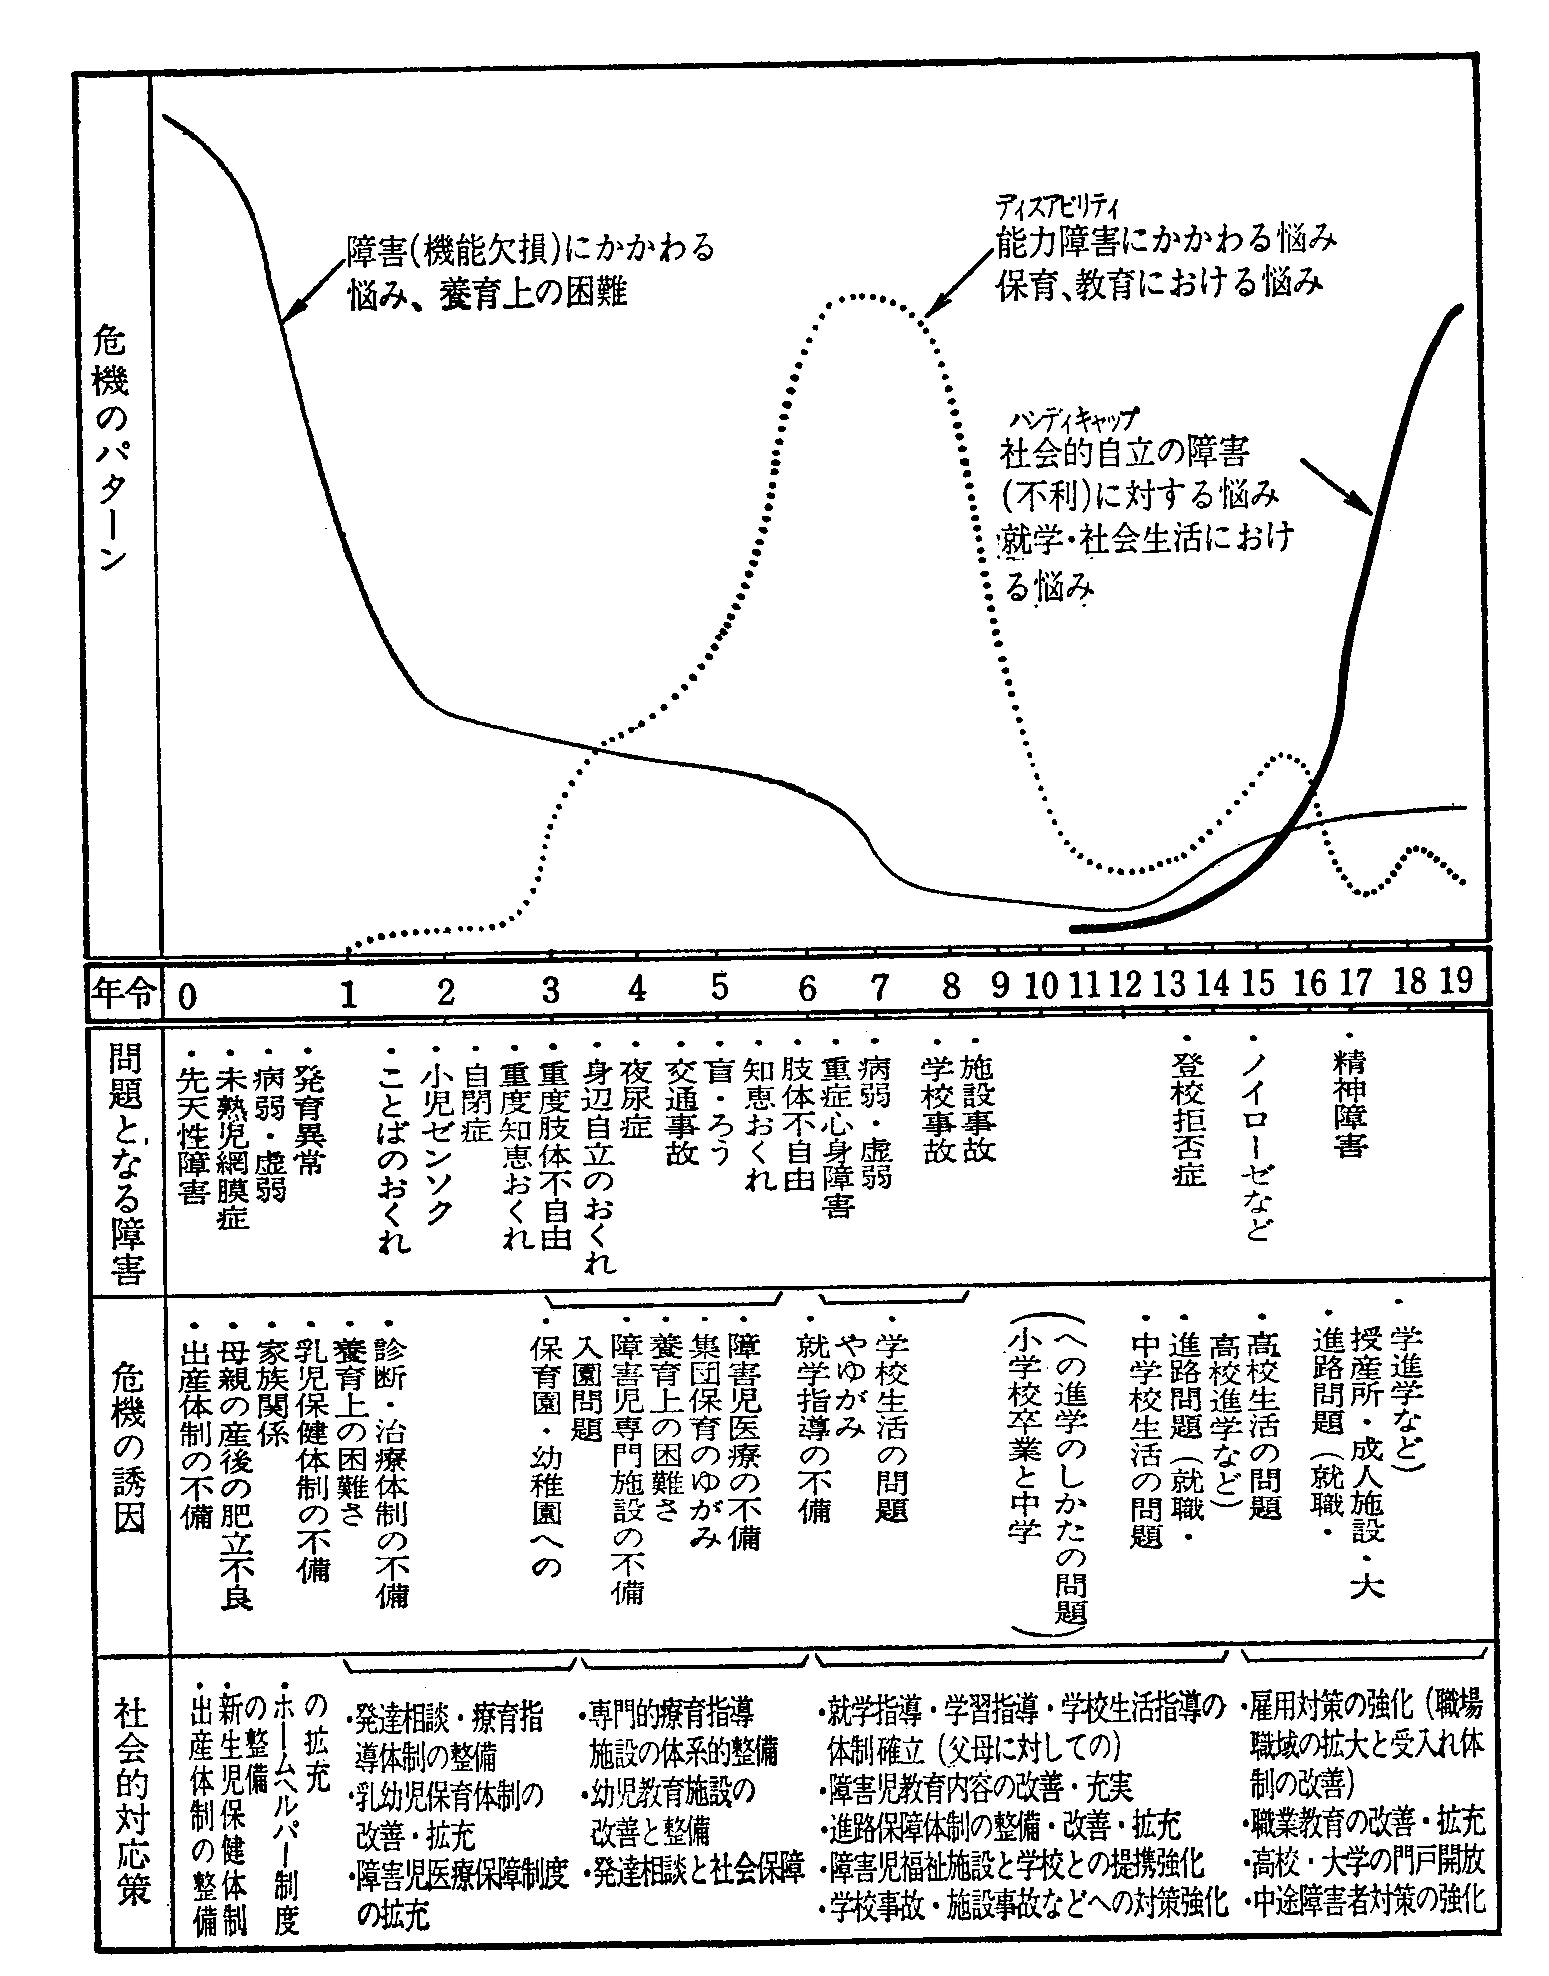 危機のパターン
障害(機能欠損)にかかわる
悩み、養育上の困難
ディスアビリティ
能力障害にかかわる悩み
保育、教育における悩み
ハンディキャップ
社会的自立の障害
(不利)に対する悩み
就学・社会生活におけ
る悩み
年令 0 1 2 3 4 5 6 7 8 9 10 11 12 13 14 15 16 17 18 19
問題となる障害
・先天性障害
・未熟児網膜症
・病弱・虚弱
・発育異常
・ことばのおくれ
・小児ゼンソク
・自閉症
・重度知恵おくれ
・重度肢体不自由
・身辺自立のおくれ
・夜尿症
・交通事故
・盲・ろう
・知恵おくれ
・肢体不自由
・重症心身障害
・病弱・虚弱
・学校事故
・施設事故
・登校拒否症
・ノイローゼなど
・精神障害
危機の誘因
・出産体制の不備
・母親の産後の肥立不良
・家族関係
・乳児保健体制の不備
・養育上の困難さ
・診断・治療体制の不備
・保育園・幼稚園への
入園問題
・障害児専門施設の不備
・養育上の困難さ
・集団保育のゆがみ
・障害児医療の不備
・就学指導の不備
やゆがみ
・学校生活の問題
(小学校卒業と中学
への進学のしかたの問題)
・中学校生活の問題
・進路問題(就職・
高校進学など)
・高校生活の問題
・進路問題(就職・
授産所・成人施設・大
学進学など)
社会的対応策
・出産体制の整備
・新生児保健体制
の整備
・ホームヘルパー制度
の拡充
・発達相談・療育指
導体制の整備
・乳幼児保育体制の
改善・拡充
・障害児医療保障制度
の拡充
・専門的療育指導
施設の体系的整備
・幼児教育施設の
改善と整備
・発達相談と社会保障
・就学指導・学習指導・学校生活指導の
体制確立(父母に対しての)
・障害児教育内容の改善・充実
・進路保障体制の整備・改善・拡充
・障害児福祉施設と学校との提携強化
・学校事故・施設事故などへの対策強化
・雇用対策の強化(職場
職域の拡大と受入れ体
制の改善)
・職業教育の改善・拡充
・高校・大学の門戸開放
・中途障害者対策の強化